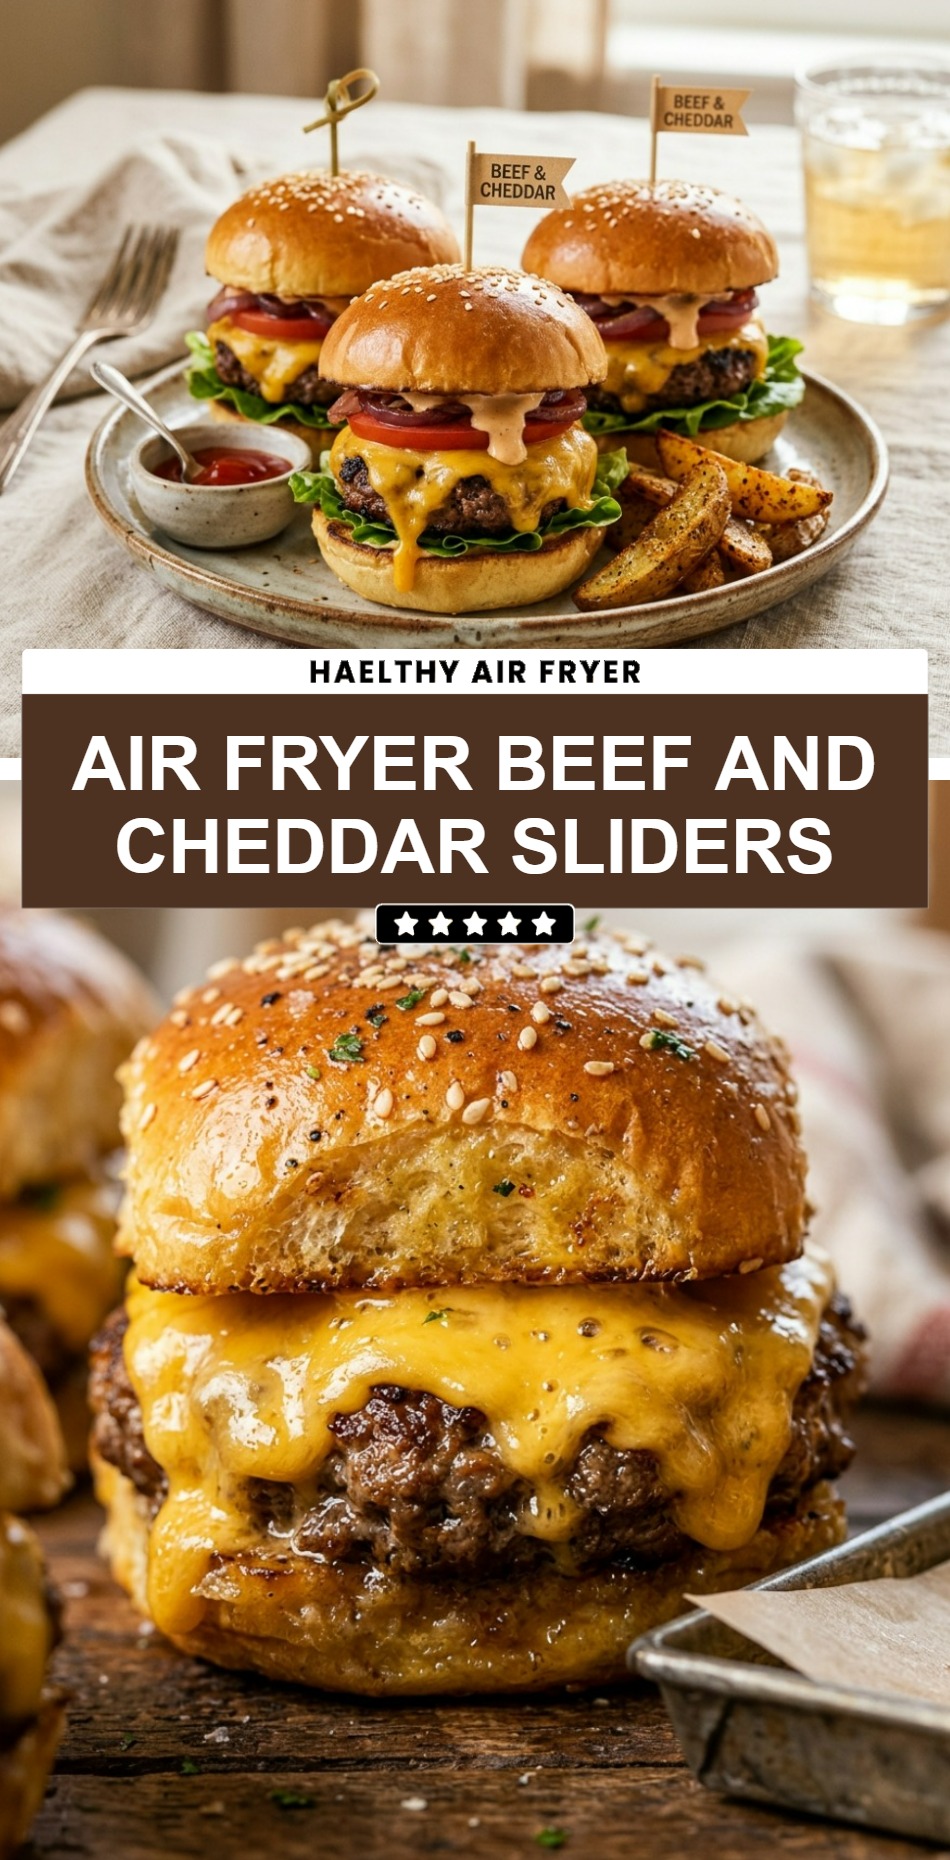 BEEF &
CHEDDAR
BEEF &
CHEDDAR
HAELTHY AIR FRYER
AIR FRYER BEEF AND
CHEDDAR SLIDERS